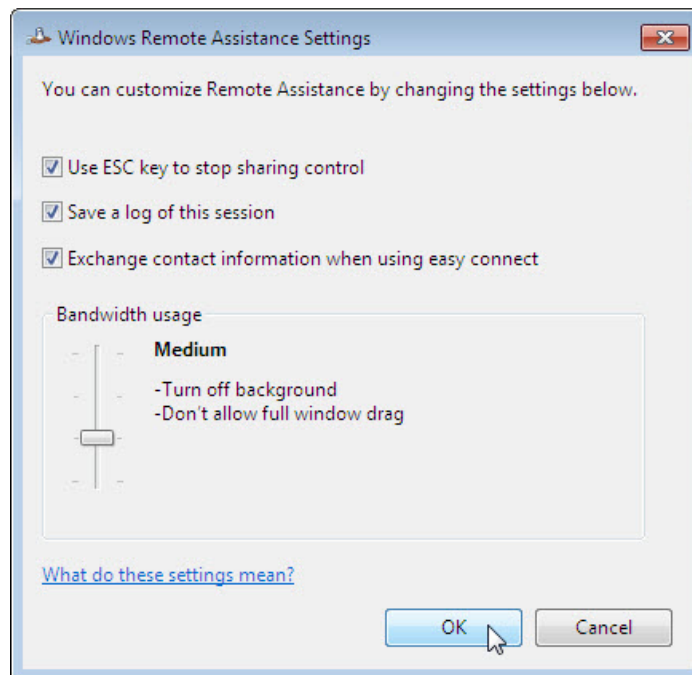 Windows Remote Assistance Settings
You can customize Remote Assistance by changing the settings below.
Use ESC key to stop sharing control
Save a log of this session
Exchange contact information when using easy connect
Bandwidth usage
Medium
-Turn off background
-Don't allow full window drag
What do these settings mean?
OK
Cancel